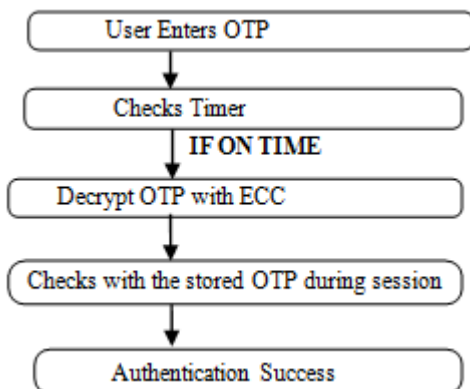 User Enters OTP
Checks Timer
IF ON TIME
Decrypt OTP with ECC
Checks with the stored OTP during session
Authentication Success